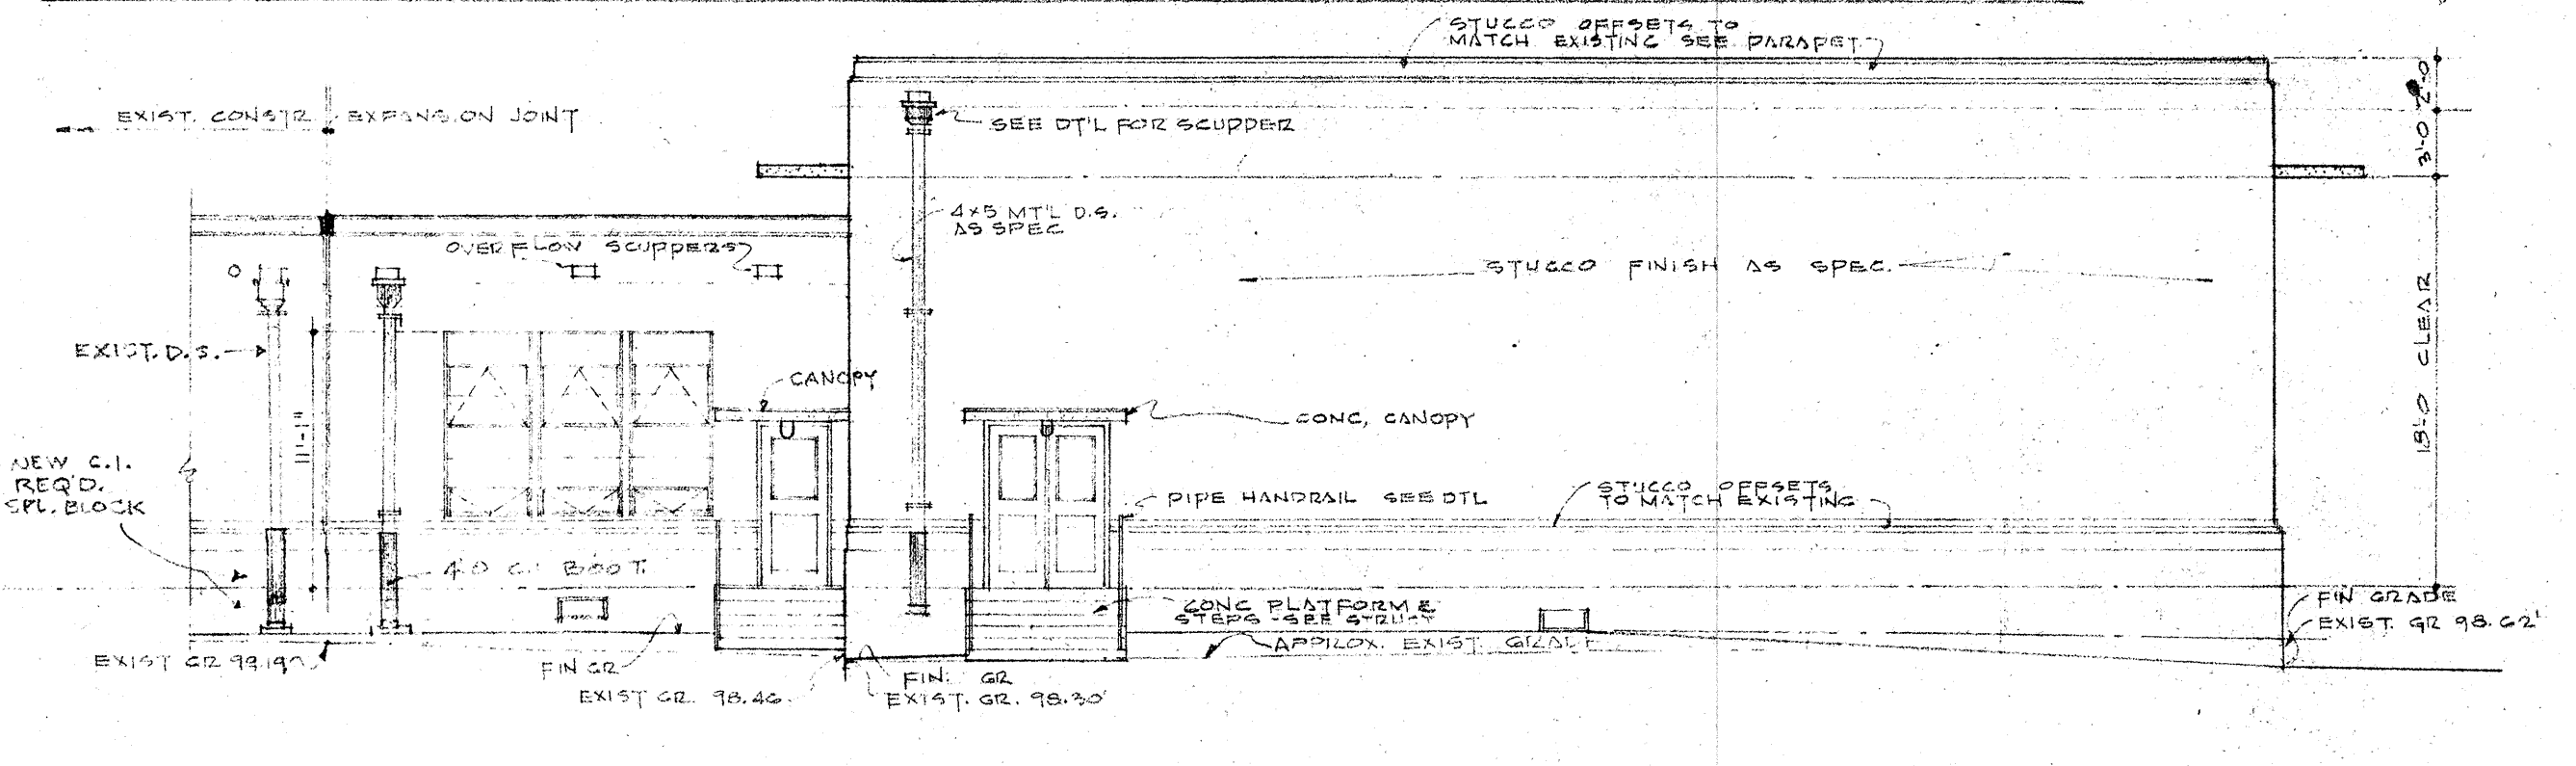 STUCCO OFFSETS TO
MATCH EXISTING SEE PARAPET
EXIST. CONSTR. EXPANSION JOINT
SEE DT'L FOR SCUPPER
2'-0
3'-0
4x5 MT'L D.S.
AS SPEC
OVERFLOW SCUPPERS
STUCCO FINISH AS SPEC.
EXIST. D.S.
18'-0 CLEAR
CANOPY
11'-11"
CONC, CANOPY
NEW C.I.
REQ'D.
SPL. BLOCK
PIPE HANDRAIL SEE DTL
STUCCO OFFSETS
TO MATCH EXISTING
4'0 C.I. BOOT.
CONC PLATFORM &
STEPS - SEE STRUCT
FIN GRADE
EXIST. GR 98.62'
APPROX. EXIST. GRADE
EXIST GR 99.19'
FIN GR
FIN. GR
EXIST GR. 98.46
EXIST. GR. 98.30'